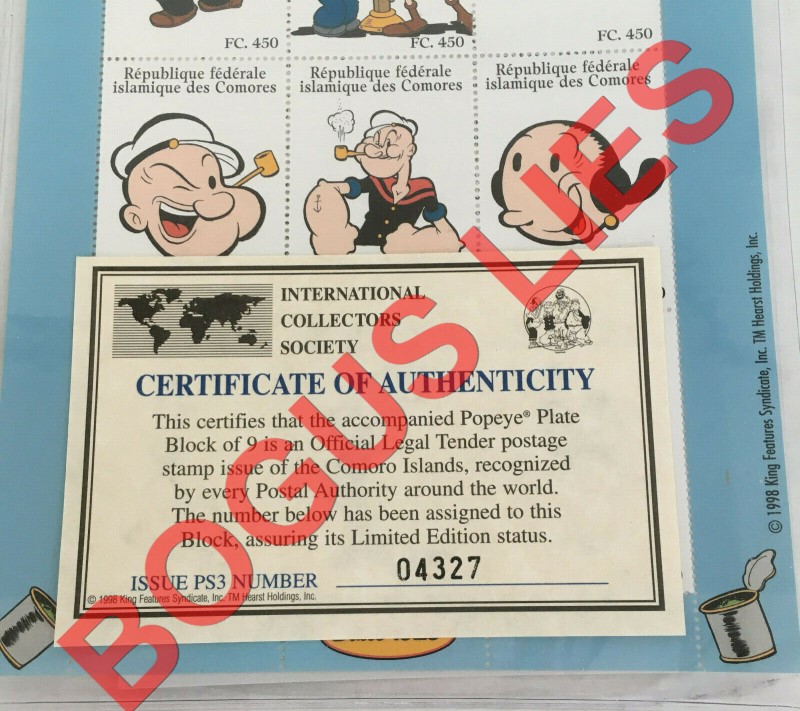 FC. 450
FC. 450
FC. 450
République fédérale
islamique des Comores
République fédérale
islamique des Comores
République fédérale
islamique des Comores
INTERNATIONAL
COLLECTORS
SOCIETY
CERTIFICATE OF AUTHENTICITY
This certifies that the accompanied Popeye® Plate
Block of 9 is an Official Legal Tender postage
stamp issue of the Comoro Islands, recognized
by every Postal Authority around the world.
The number below has been assigned to this
Block, assuring its Limited Edition status.
ISSUE PS3 NUMBER 04327
© 1998 King Features Syndicate, Inc. TM Hearst Holdings, Inc.
© 1998 King Features Syndicate, Inc. TM Hearst Holdings, Inc.
BOGUS LIES